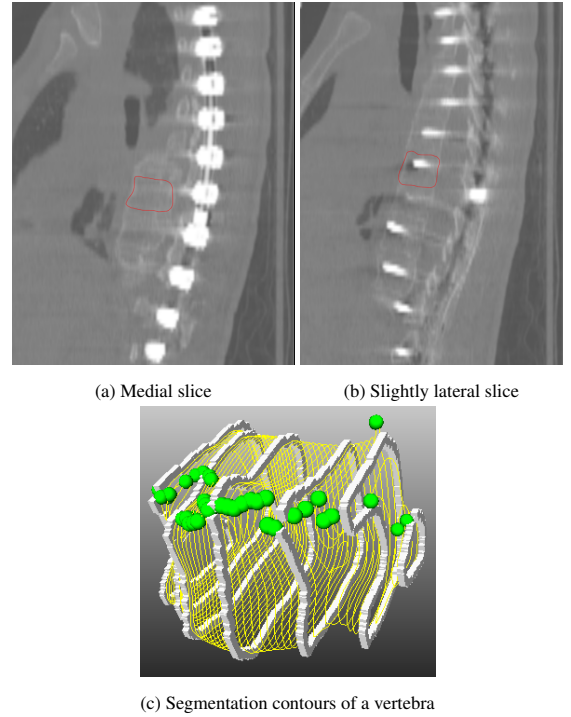 (a) Medial slice
(b) Slightly lateral slice
(c) Segmentation contours of a vertebra